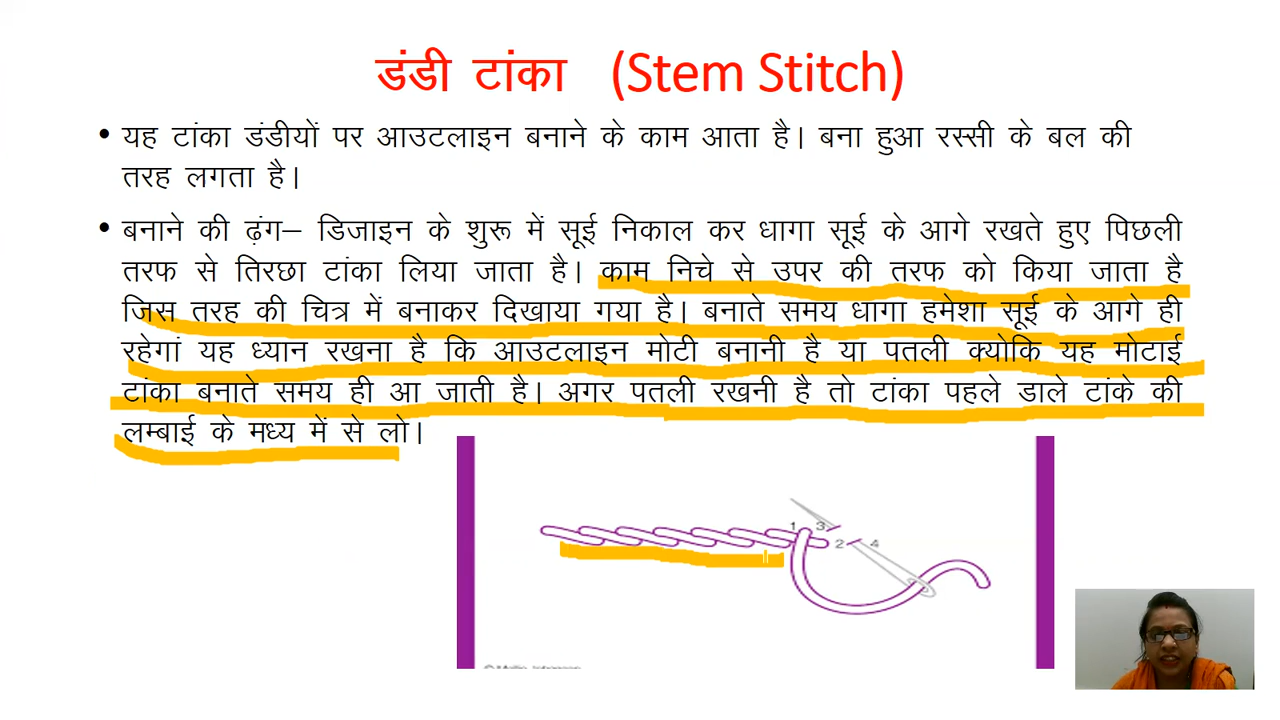 डंडी टांका (Stem Stitch)
• यह टांका डंडीयों पर आउटलाइन बनाने के काम आता है। बना हुआ रस्सी के बल की
तरह लगता है।
• बनाने की ढ़ंग– डिजाइन के शुरू में सूई निकाल कर धागा सूई के आगे रखते हुए पिछली
तरफ से तिरछा टांका लिया जाता है। काम निचे से उपर की तरफ को किया जाता है
जिस तरह की चित्र में बनाकर दिखाया गया है। बनाते समय धागा हमेशा सूई के आगे ही
रहेगां यह ध्यान रखना है कि आउटलाइन मोटी बनानी है या पतली क्योकि यह मोटाई
टांका बनाते समय ही आ जाती है। अगर पतली रखनी है तो टांका पहले डाले टांके की
लम्बाई के मध्य में से लो।
1 3
2 4